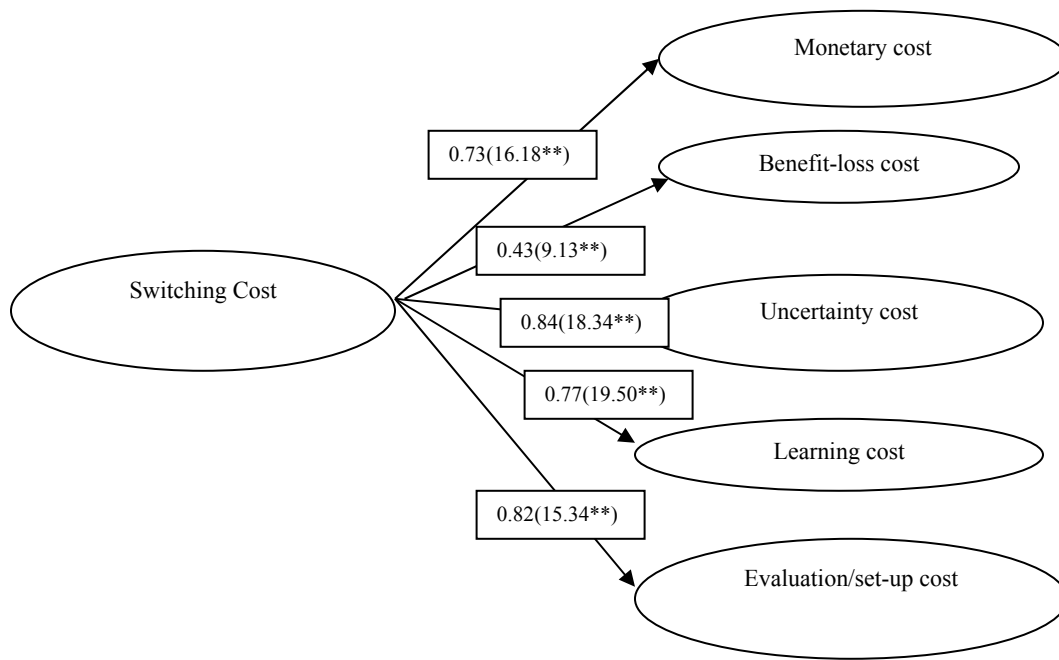 Monetary cost
0.73(16.18**)
Benefit-loss cost
0.43(9.13**)
Switching Cost
0.84(18.34**)
Uncertainty cost
0.77(19.50**)
Learning cost
0.82(15.34**)
Evaluation/set-up cost